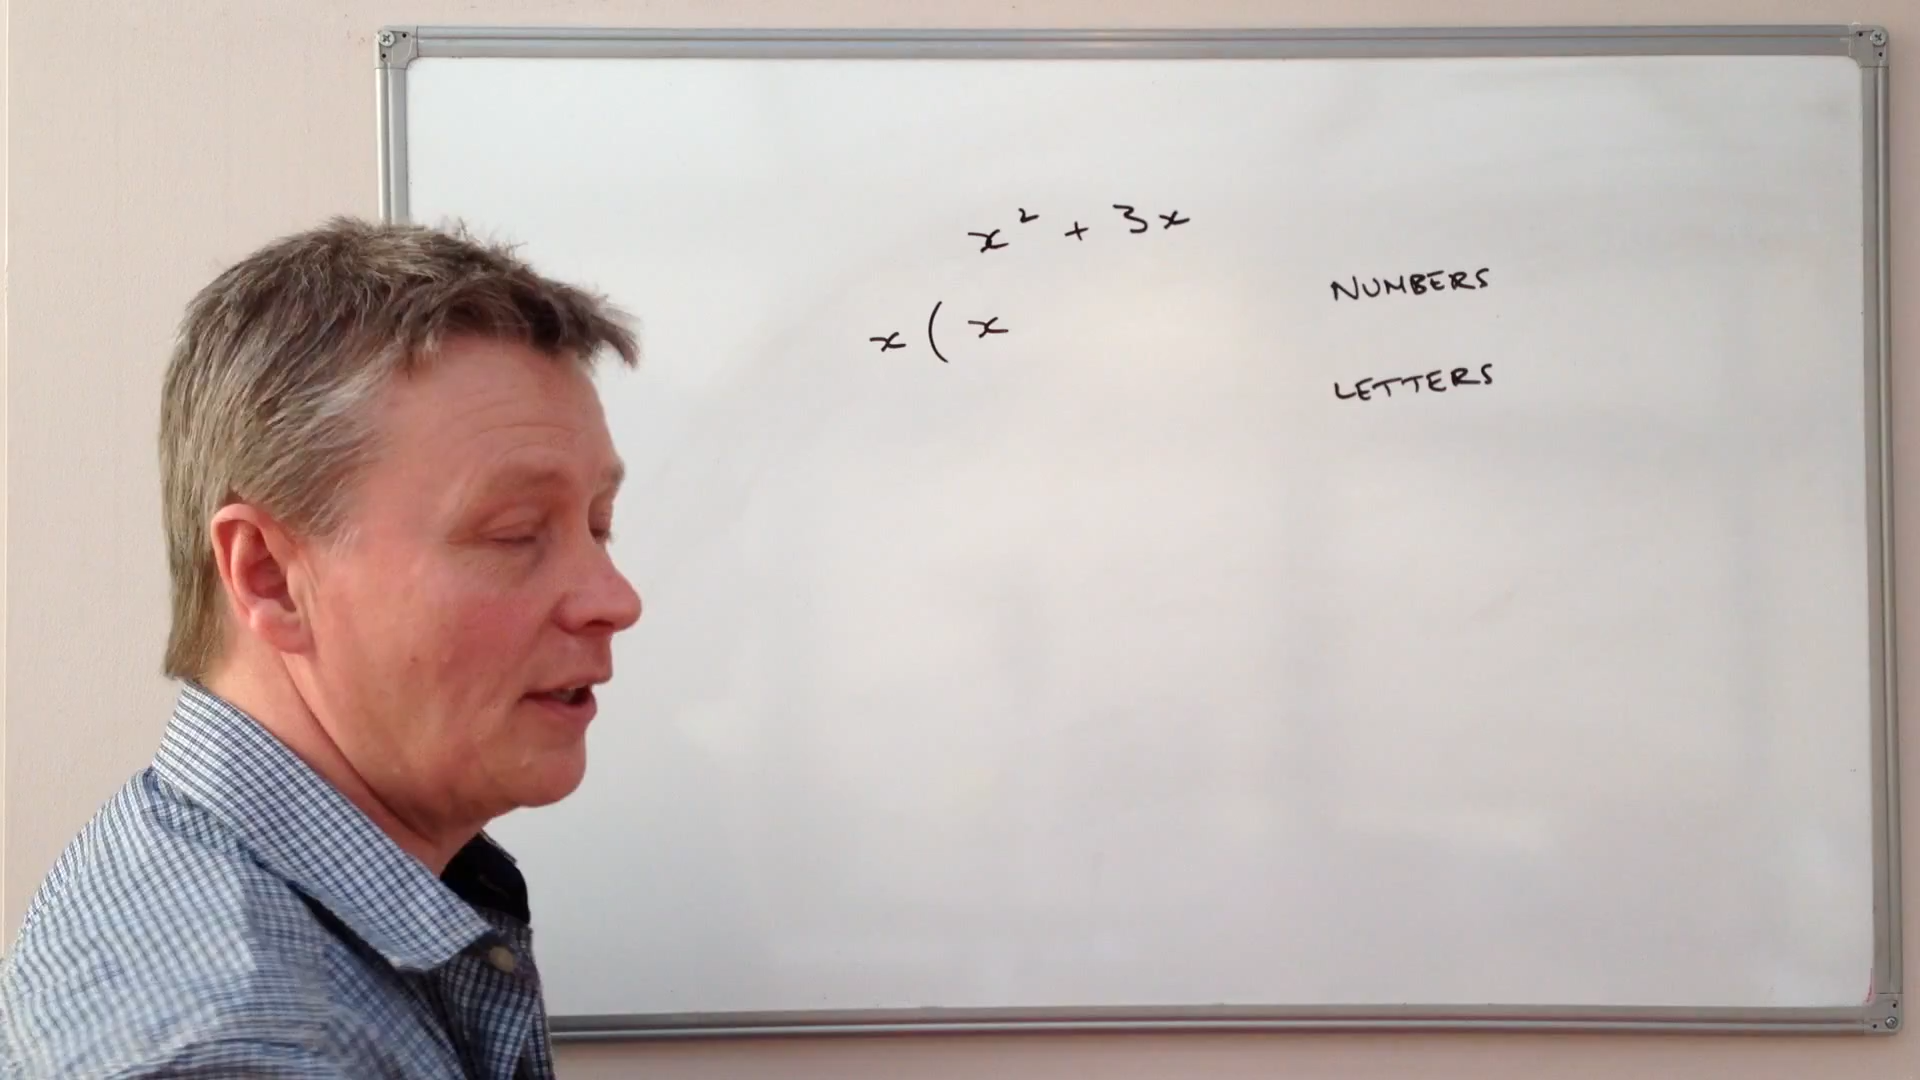 x² + 3x
x ( x
NUMBERS
LETTERS